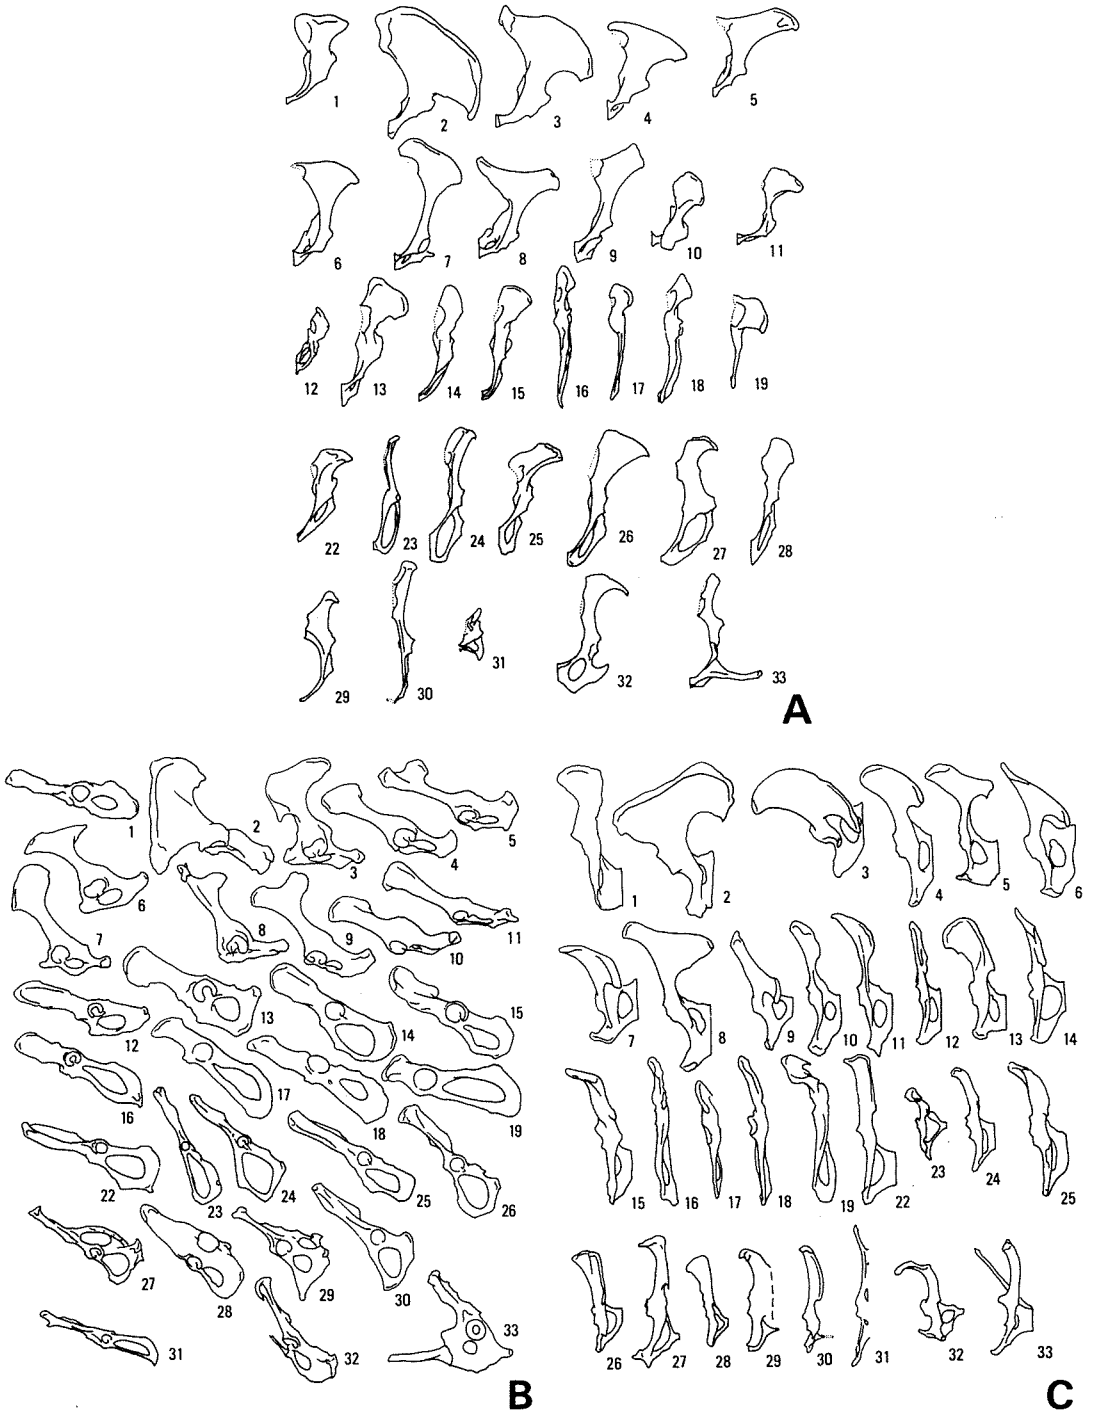 1 2 3 4 5
6 7 8 9 10 11
12 13 14 15 16 17 18 19
22 23 24 25 26 27 28
29 30 31 32 33
A
1 2 3 4 5
6 7 8 9 10 11
12 13 14 15
16 17 18 19
22 23 24 25 26
27 28 29 30
31 32 33
B
1 2 3 4 5 6
7 8 9 10 11 12 13 14
15 16 17 18 19 22 23 24 25
26 27 28 29 30 31 32 33
C